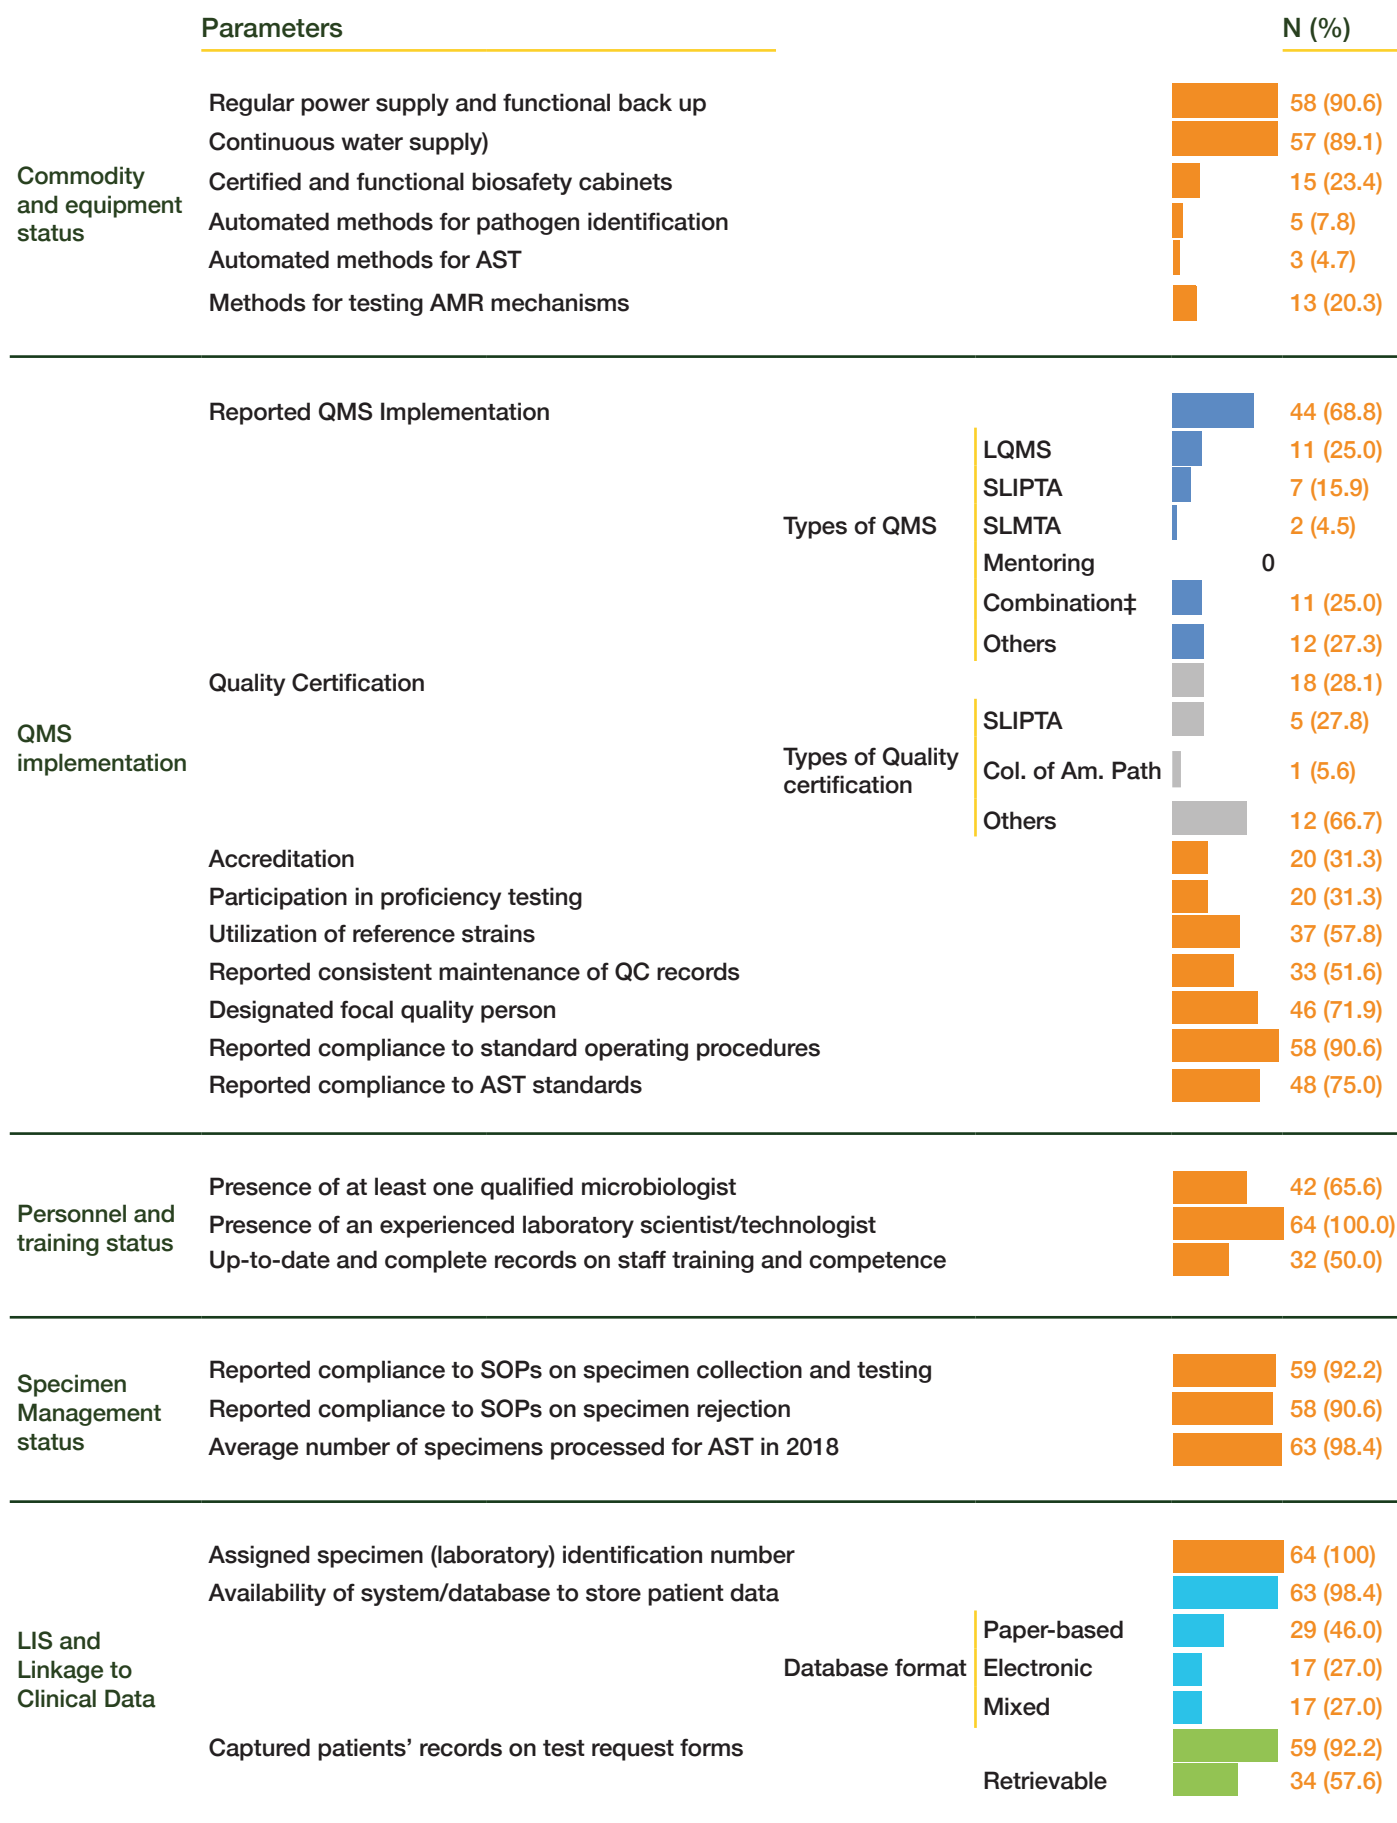 Parameters N (%)
Commodity
and equipment
status
Regular power supply and functional back up 58 (90.6)
Continuous water supply) 57 (89.1)
Certified and functional biosafety cabinets 15 (23.4)
Automated methods for pathogen identification 5 (7.8)
Automated methods for AST 3 (4.7)
Methods for testing AMR mechanisms 13 (20.3)
QMS
implementation
Reported QMS Implementation 44 (68.8)
Types of QMS
LQMS 11 (25.0)
SLIPTA 7 (15.9)
SLMTA 2 (4.5)
Mentoring 0
Combination‡ 11 (25.0)
Others 12 (27.3)
Quality Certification 18 (28.1)
Types of Quality
certification
SLIPTA 5 (27.8)
Col. of Am. Path 1 (5.6)
Others 12 (66.7)
Accreditation 20 (31.3)
Participation in proficiency testing 20 (31.3)
Utilization of reference strains 37 (57.8)
Reported consistent maintenance of QC records 33 (51.6)
Designated focal quality person 46 (71.9)
Reported compliance to standard operating procedures 58 (90.6)
Reported compliance to AST standards 48 (75.0)
Personnel and
training status
Presence of at least one qualified microbiologist 42 (65.6)
Presence of an experienced laboratory scientist/technologist 64 (100.0)
Up-to-date and complete records on staff training and competence 32 (50.0)
Specimen
Management
status
Reported compliance to SOPs on specimen collection and testing 59 (92.2)
Reported compliance to SOPs on specimen rejection 58 (90.6)
Average number of specimens processed for AST in 2018 63 (98.4)
LIS and
Linkage to
Clinical Data
Assigned specimen (laboratory) identification number 64 (100)
Availability of system/database to store patient data 63 (98.4)
Database format
Paper-based 29 (46.0)
Electronic 17 (27.0)
Mixed 17 (27.0)
Captured patients’ records on test request forms 59 (92.2)
Retrievable 34 (57.6)